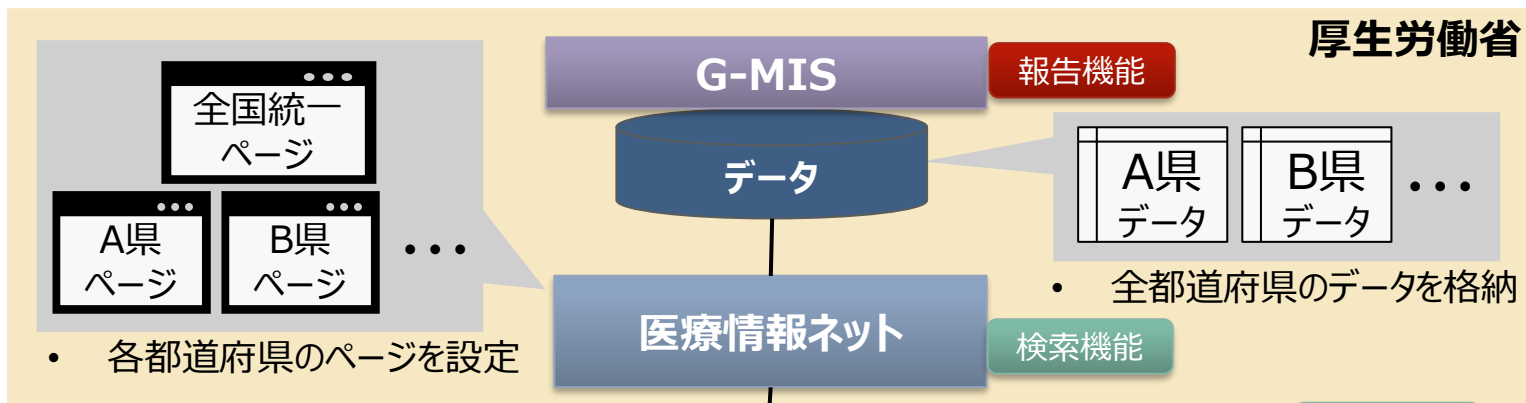 厚生労働省
G-MIS
報告機能
全国統一
ページ
データ
A県
データ
B県
データ
・・・
A県
ページ
B県
ページ
・・・
• 全都道府県のデータを格納
医療情報ネット
検索機能
• 各都道府県のページを設定